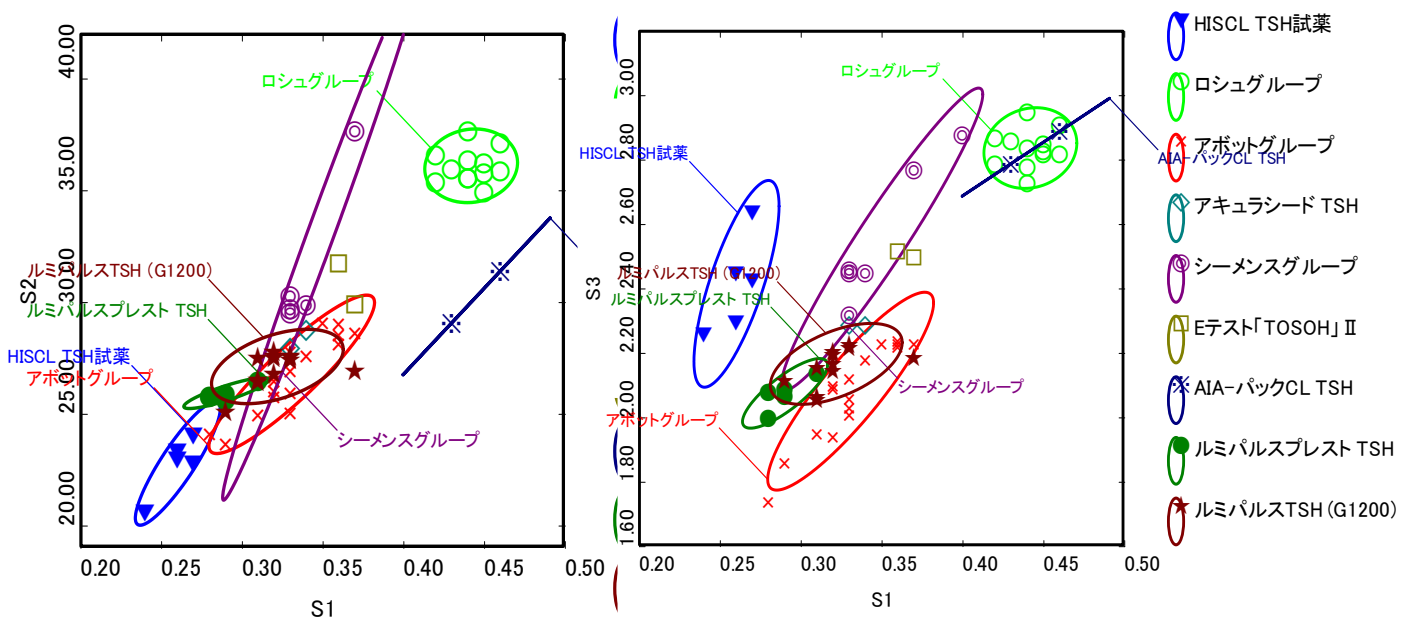 40.00
35.00
30.00
25.00
20.00
S2
ロシュグループ
ルミパルスTSH (G1200)
ルミパルスプレスト TSH
HISCL TSH試薬
アボットグループ
シーメンスグループ
0.20 0.25 0.30 0.35 0.40 0.45 0.50
S1
3.00
2.80
2.60
2.40
2.20
2.00
1.80
1.60
S3
ロシュグループ
HISCL TSH試薬
AIA-パックCL TSH
ルミパルスTSH (G1200)
ルミパルスプレスト TSH
シーメンスグループ
アボットグループ
0.20 0.25 0.30 0.35 0.40 0.45 0.50
S1
HISCL TSH試薬
ロシュグループ
アボットグループ
アキュラシード TSH
シーメンスグループ
Eテスト「TOSOH」Ⅱ
AIA-パックCL TSH
ルミパルスプレスト TSH
ルミパルスTSH (G1200)